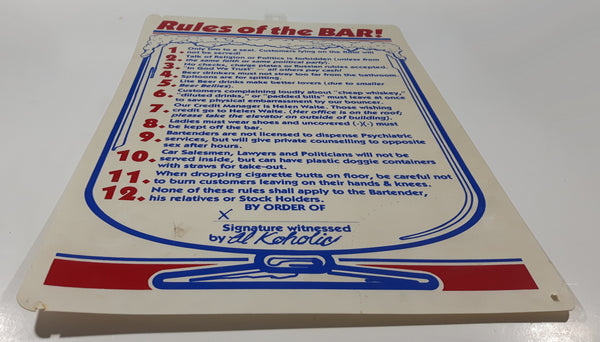 Rules of the BAR!
1. Only two to a seat. Customers lying on the floor will
not be served!
2. Talk of Religion or Politics is forbidden (unless from
the same faith or same political party).
3. No checks, charge plates or Russian rubles accepted.
"In God We Trust" — all others pay cash!
4. Beer drinkers must not stray too far from the bathroom.
Spittoons are for spitting.
5. Lite Beer drinks make better lovers (due to smaller
Beer Bellies).
6. Customers complaining loudly about "cheap whiskey,"
"diluted drinks," or "padded bills" must leave at once
to save physical embarrassment by our bouncer.
7. Our Credit Manager is Helen Waite. Those wishing
credit go to Helen Waite. (Her office is on the roof;
please take the elevator on outside of building).
8. Ladies must wear shoes and uncovered (·)(·) must
be kept off the bar.
9. Bartenders are not licensed to dispense Psychiatric
services, but will give private counselling to opposite
sex after hours.
10. Car Salesmen, Lawyers and Politicians will not be
served inside, but can have plastic doggie containers
with straws for take-out.
11. When dropping cigarette butts on floor, be careful not
to burn customers leaving on their hands & knees.
12. None of these rules shall apply to the Bartender,
his relatives or Stock Holders.
BY ORDER OF
X
Signature witnessed
by Al Koholic